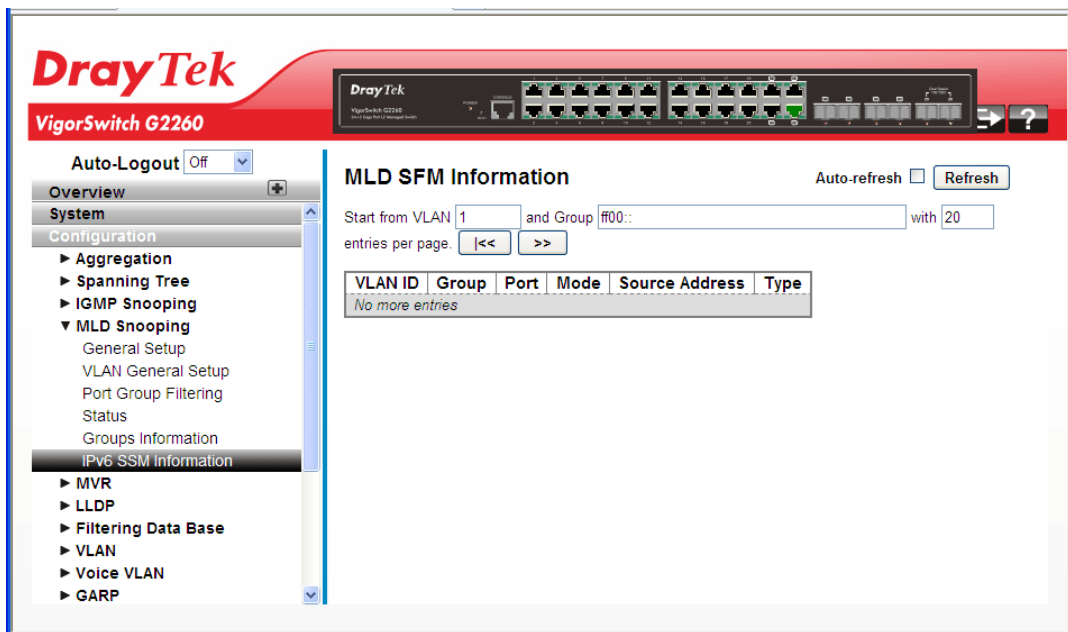 DrayTek
VigorSwitch G2260
DrayTek
VigorSwitch G2260
Auto-Logout Off
Overview
System
Configuration
Aggregation
Spanning Tree
IGMP Snooping
MLD Snooping
General Setup
VLAN General Setup
Port Group Filtering
Status
Groups Information
IPv6 SSM Information
MVR
LLDP
Filtering Data Base
VLAN
Voice VLAN
GARP
MLD SFM Information
Auto-refresh Refresh
Start from VLAN 1 and Group ff00:: with 20
entries per page. |<< >>
VLAN ID Group Port Mode Source Address Type
No more entries